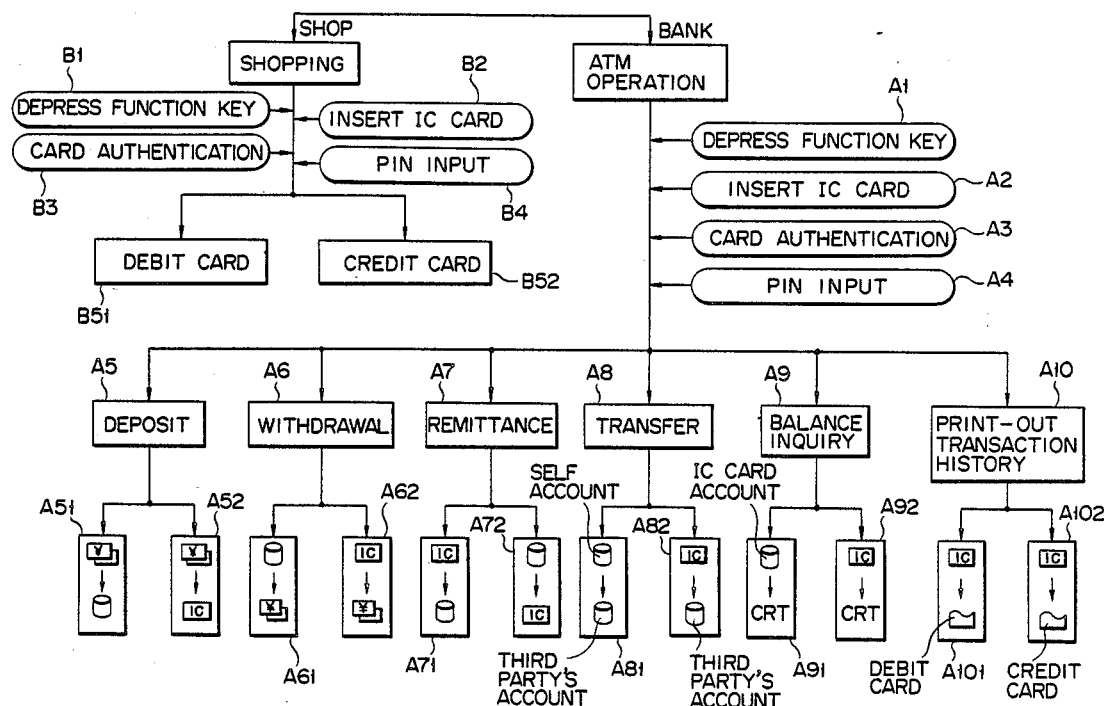 SHOP
BANK
SHOPPING
ATM
OPERATION
B1
B2
A1
DEPRESS FUNCTION KEY
INSERT IC CARD
DEPRESS FUNCTION KEY
CARD AUTHENTICATION
PIN INPUT
INSERT IC CARD
A2
B3
B4
CARD AUTHENTICATION
A3
DEBIT CARD
CREDIT CARD
PIN INPUT
A4
B51
B52
A5
A6
A7
A8
A9
A10
DEPOSIT
WITHDRAWAL
REMITTANCE
TRANSFER
BALANCE
INQUIRY
PRINT-OUT
TRANSACTION
HISTORY
SELF
ACCOUNT
IC CARD
ACCOUNT
A51
A52
A62
A72
A82
A92
A102
¥
¥
IC
IC
IC
IC
IC
IC
IC
¥
¥
IC
CRT
CRT
A61
A71
THIRD
PARTY'S
ACCOUNT
A81
THIRD
PARTY'S
ACCOUNT
A91
DEBIT
CARD
A101
CREDIT
CARD